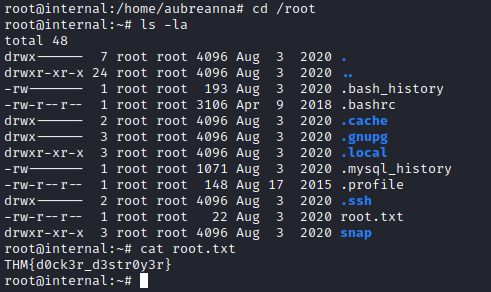 root@internal:/home/aubreanna# cd /root
root@internal:~# ls -la
total 48
drwx------  7 root root 4096 Aug  3  2020 .
drwxr-xr-x 24 root root 4096 Aug  3  2020 ..
-rw-------  1 root root  193 Aug  3  2020 .bash_history
-rw-r--r--  1 root root 3106 Apr  9  2018 .bashrc
drwx------  2 root root 4096 Aug  3  2020 .cache
drwx------  3 root root 4096 Aug  3  2020 .gnupg
drwxr-xr-x  3 root root 4096 Aug  3  2020 .local
-rw-------  1 root root 1071 Aug  3  2020 .mysql_history
-rw-r--r--  1 root root  148 Aug 17  2015 .profile
drwx------  2 root root 4096 Aug  3  2020 .ssh
-rw-r--r--  1 root root   22 Aug  3  2020 root.txt
drwxr-xr-x  3 root root 4096 Aug  3  2020 snap
root@internal:~# cat root.txt
THM{d0ck3r_d3str0y3r}
root@internal:~#